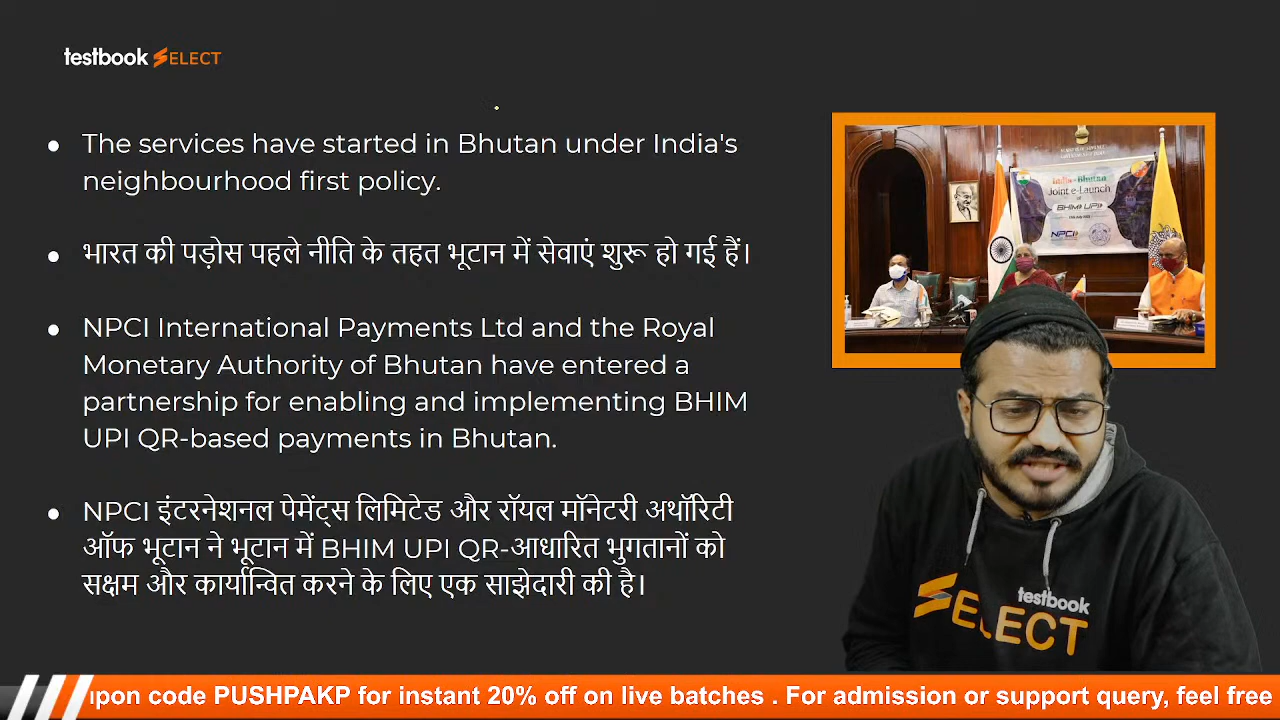 testbook SELECT
The services have started in Bhutan under India's
neighbourhood first policy.
भारत की पड़ोस पहले नीति के तहत भूटान में सेवाएं शुरू हो गई हैं।
NPCI International Payments Ltd and the Royal
Monetary Authority of Bhutan have entered a
partnership for enabling and implementing BHIM
UPI QR-based payments in Bhutan.
NPCI इंटरनेशनल पेमेंट्स लिमिटेड और रॉयल मॉनेटरी अथॉरिटी
ऑफ भूटान ने भूटान में BHIM UPI QR-आधारित भुगतानों को
सक्षम और कार्यान्वित करने के लिए एक साझेदारी की है।
India-Bhutan
Joint e-Launch
of
BHIM UPI
NPCI
testbook
SELECT
upon code PUSHPAKP for instant 20% off on live batches . For admission or support query, feel free